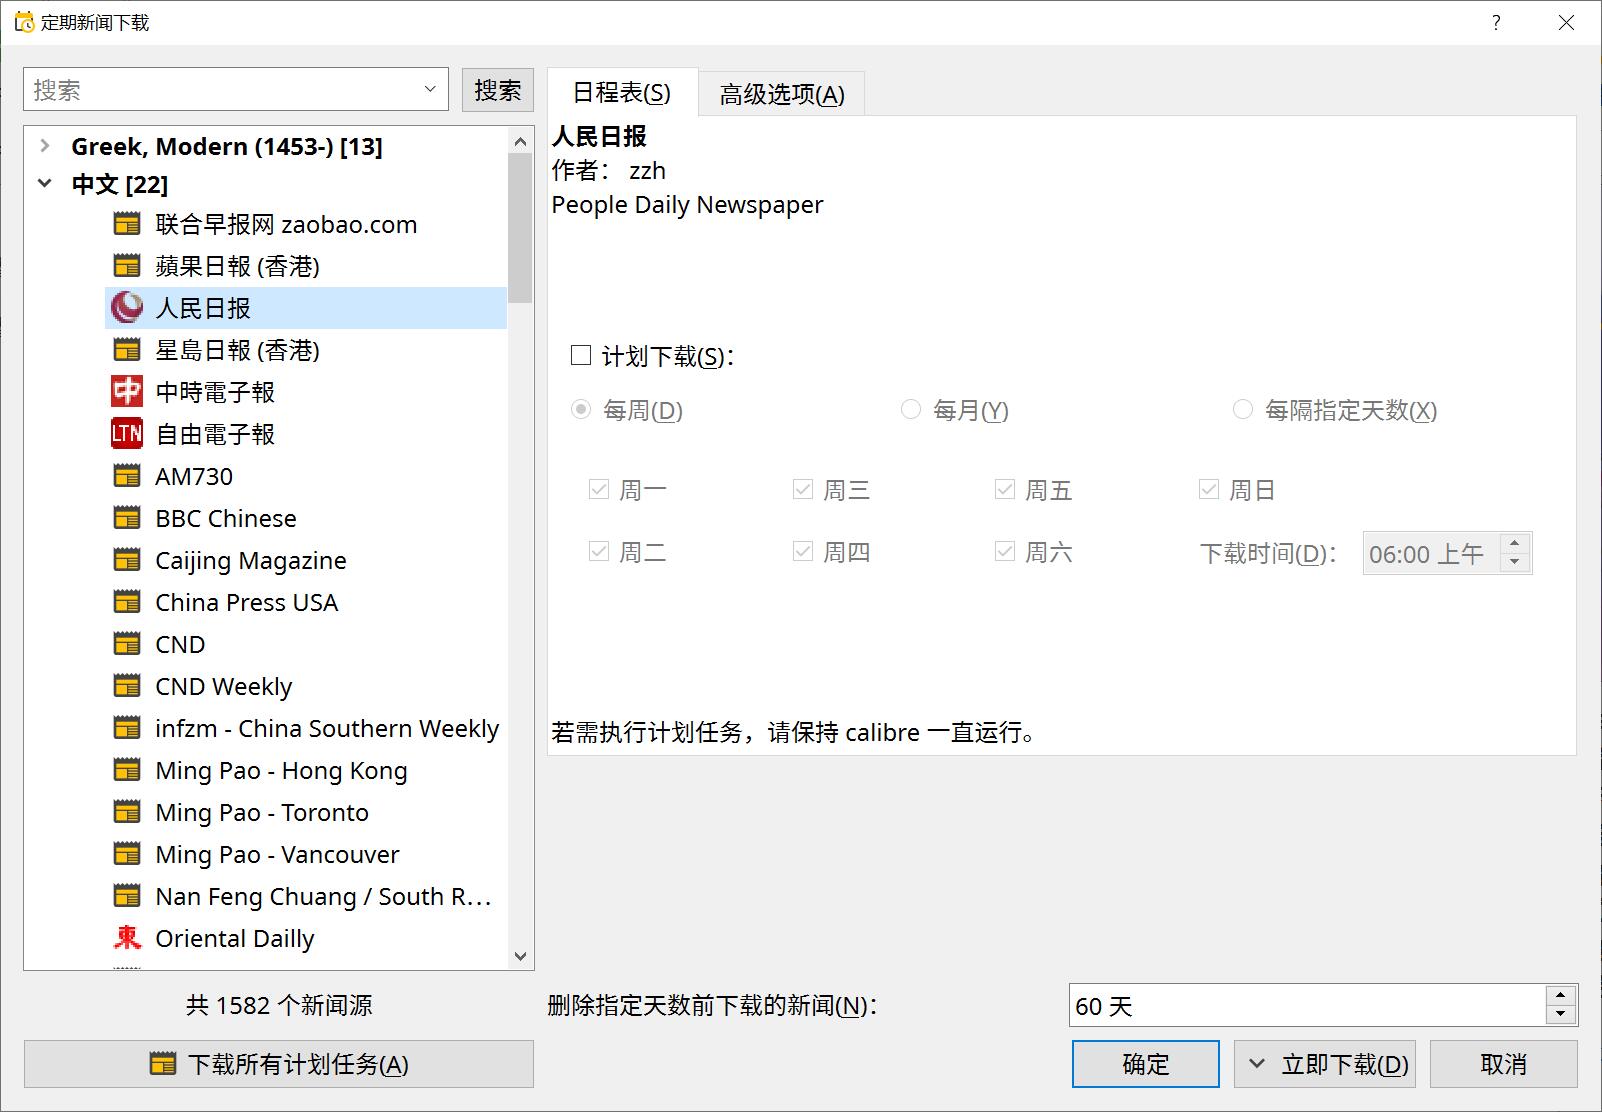 定期新闻下载
?
搜索
搜索
日程表(S)
高级选项(A)
Greek, Modern (1453-) [13]
中文 [22]
联合早报网 zaobao.com
蘋果日報 (香港)
人民日报
星島日報 (香港)
中 中時電子報
LTN 自由電子報
AM730
BBC Chinese
Caijing Magazine
China Press USA
CND
CND Weekly
infzm - China Southern Weekly
Ming Pao - Hong Kong
Ming Pao - Toronto
Ming Pao - Vancouver
Nan Feng Chuang / South R...
東 Oriental Dailly
共 1582 个新闻源
下载所有计划任务(A)
人民日报
作者： zzh
People Daily Newspaper
计划下载(S)：
每周(D)
每月(Y)
每隔指定天数(X)
周一
周三
周五
周日
周二
周四
周六
下载时间(D)：
06:00 上午
若需执行计划任务，请保持 calibre 一直运行。
删除指定天数前下载的新闻(N)：
60 天
确定
立即下载(D)
取消